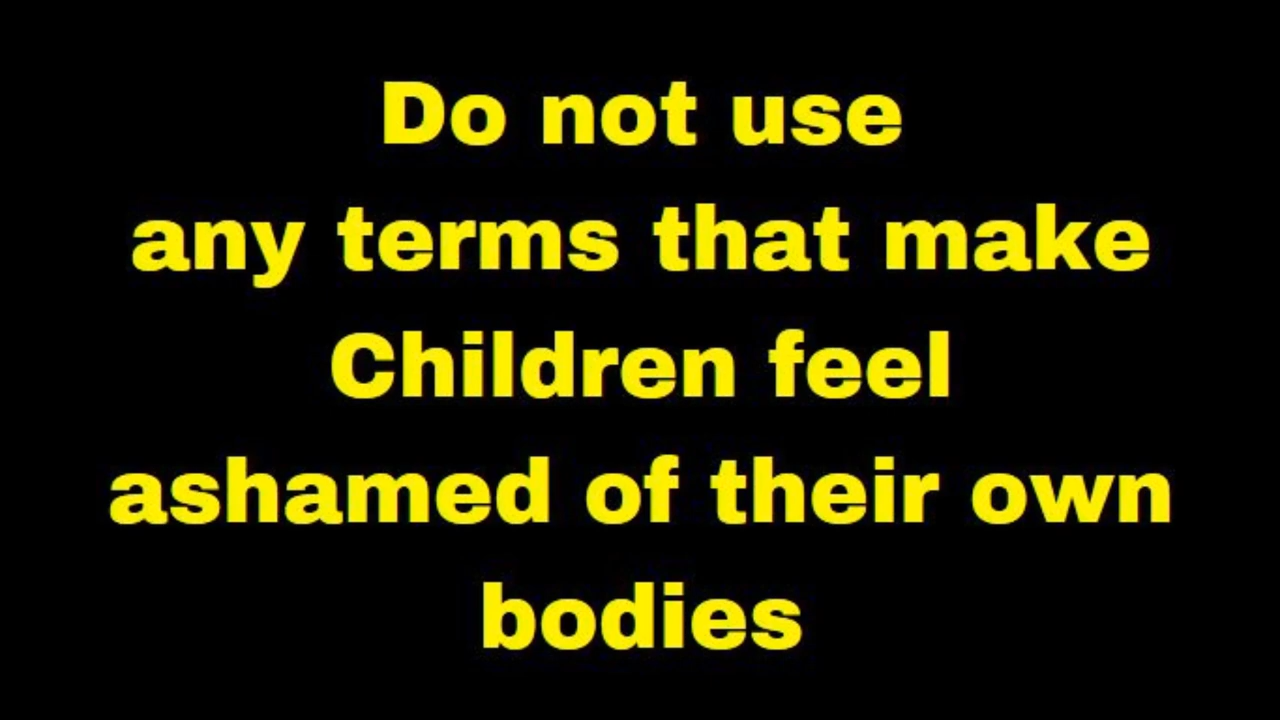 Do not use
any terms that make
Children feel
ashamed of their own
bodies